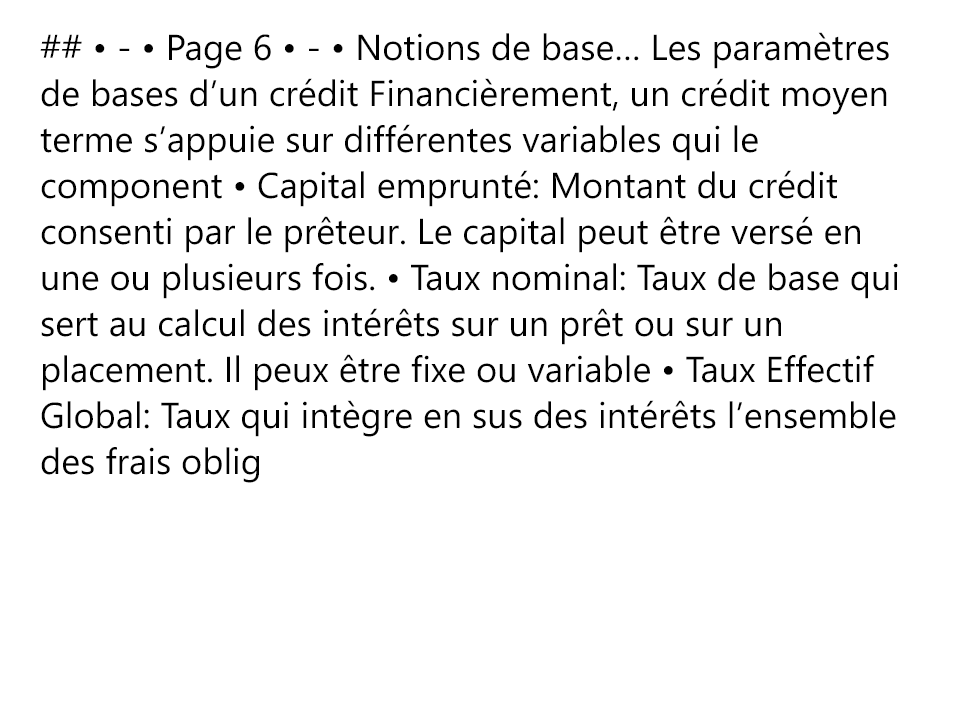 ## • - • Page 6 • - • Notions de base… Les paramètres
de bases d’un crédit Financièrement, un crédit moyen
terme s’appuie sur différentes variables qui le
component • Capital emprunté: Montant du crédit
consenti par le prêteur. Le capital peut être versé en
une ou plusieurs fois. • Taux nominal: Taux de base qui
sert au calcul des intérêts sur un prêt ou sur un
placement. Il peux être fixe ou variable • Taux Effectif
Global: Taux qui intègre en sus des intérêts l’ensemble
des frais oblig